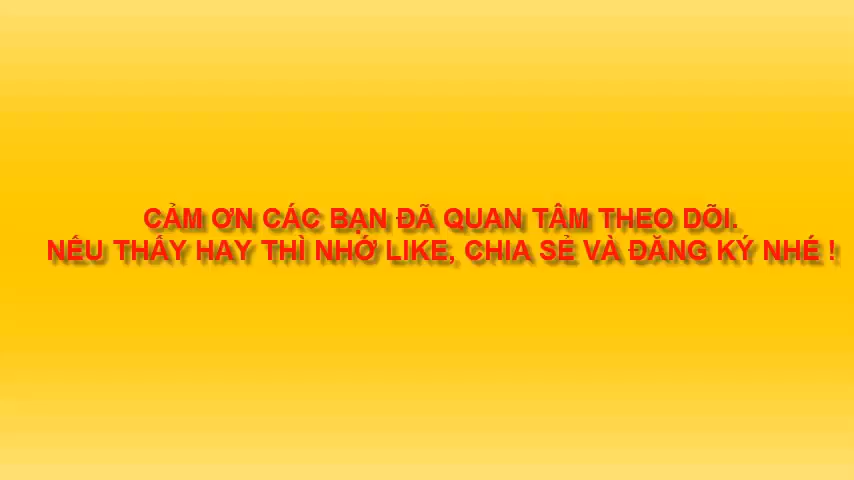 CẢM ƠN CÁC BẠN ĐÃ QUAN TÂM THEO DÕI.
NẾU THẤY HAY THÌ NHỚ LIKE, CHIA SẺ VÀ ĐĂNG KÝ NHÉ !